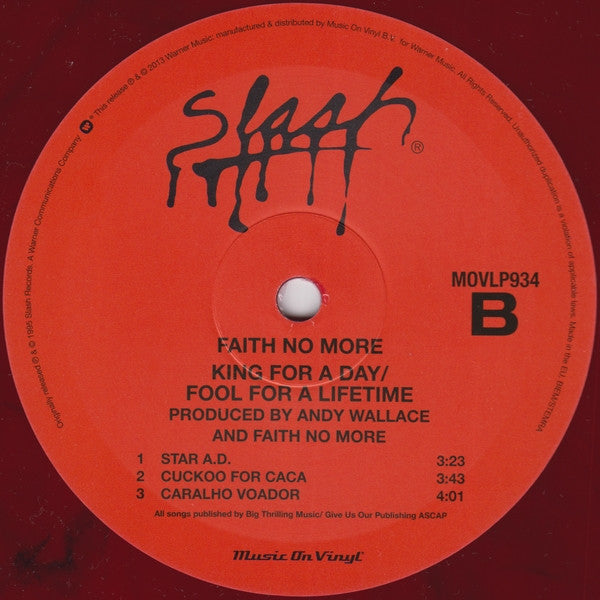 Originally released ℗ & © 1995 Slash Records. A Warner Communications Company. ℗ This release ℗ & © 2013 Warner Music: manufactured & distributed by Music On Vinyl B.V. for Warner Music. All Rights Reserved. Unauthorized duplication is a violation of applicable laws. Made in the EU. BIEM/STEMRA
Slash ®
MOVLP934
B
FAITH NO MORE
KING FOR A DAY/
FOOL FOR A LIFETIME
PRODUCED BY ANDY WALLACE
AND FAITH NO MORE
1 STAR A.D. 3:23
2 CUCKOO FOR CACA 3:43
3 CARALHO VOADOR 4:01
All songs published by Big Thrilling Music/ Give Us Our Publishing ASCAP
Music On Vinyl